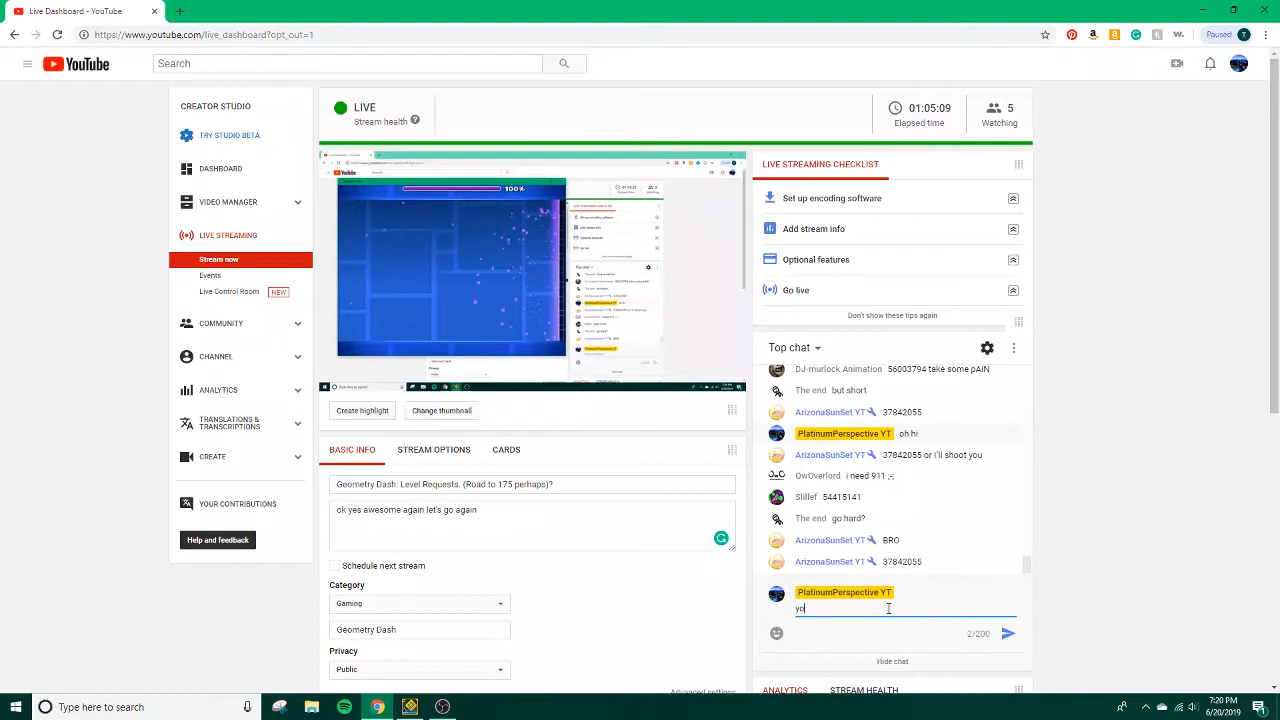 Live Dashboard - YouTube
https://www.youtube.com/live_dashboard?opt_out=1
Paused T
YouTube
Search
CREATOR STUDIO
TRY STUDIO BETA
DASHBOARD
VIDEO MANAGER
LIVE STREAMING
Stream now
Events
Live Control Room NEW
COMMUNITY
CHANNEL
ANALYTICS
TRANSLATIONS &
TRANSCRIPTIONS
CREATE
YOUR CONTRIBUTIONS
Help and feedback
LIVE
Stream health ?
01:05:09
Elapsed time
5
Watching
100%
Create highlight
Change thumbnail
BASIC INFO
STREAM OPTIONS
CARDS
Geometry Dash: Level Requests. (Road to 175 perhaps)?
ok yes awesome again let's go again
Schedule next stream
Category
Gaming
Geometry Dash
Privacy
Public
Advanced settings
LIVE STREAMING CHECKLIST
Set up encoding software
Add stream info
Optional features
Go live
Don't show these tips again
Top chat
DJ-murlock Animation 56003794 take some pAIN
The end but short
ArizonaSunSet YT 37842055
PlatinumPerspective YT oh hi
ArizonaSunSet YT 37842055 or I'll shoot you
OwOverlord i need 911 ;-;
Slillef 54415141
The end go hard?
ArizonaSunSet YT BRO
ArizonaSunSet YT 37842055
PlatinumPerspective YT
yo
2/200
Hide chat
ANALYTICS
STREAM HEALTH
Type here to search
7:20 PM
6/20/2019